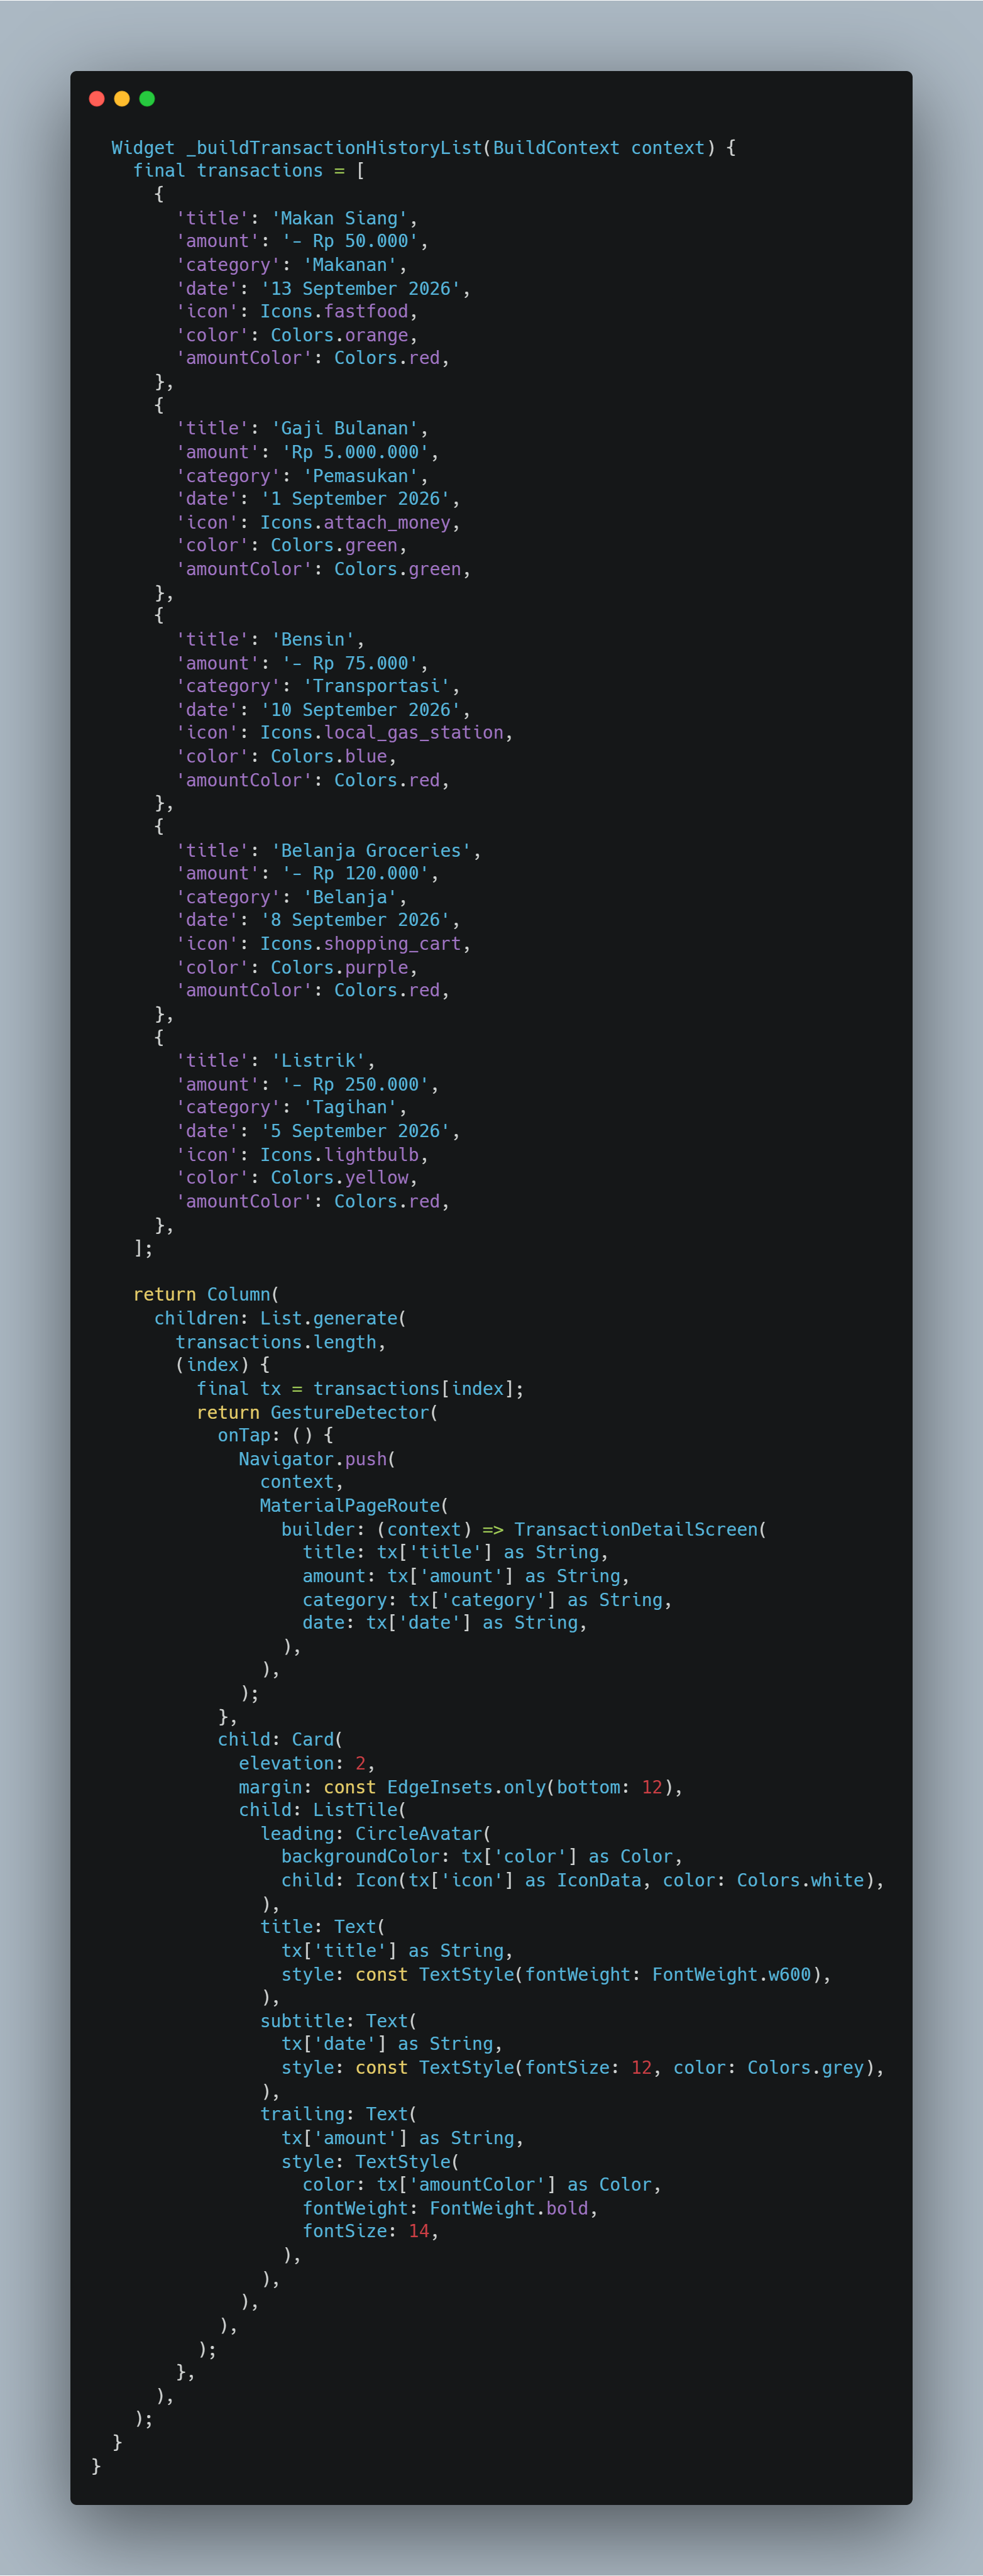 Widget _buildTransactionHistoryList(BuildContext context) {
    final transactions = [
      {
        'title': 'Makan Siang',
        'amount': '- Rp 50.000',
        'category': 'Makanan',
        'date': '13 September 2026',
        'icon': Icons.fastfood,
        'color': Colors.orange,
        'amountColor': Colors.red,
      },
      {
        'title': 'Gaji Bulanan',
        'amount': 'Rp 5.000.000',
        'category': 'Pemasukan',
        'date': '1 September 2026',
        'icon': Icons.attach_money,
        'color': Colors.green,
        'amountColor': Colors.green,
      },
      {
        'title': 'Bensin',
        'amount': '- Rp 75.000',
        'category': 'Transportasi',
        'date': '10 September 2026',
        'icon': Icons.local_gas_station,
        'color': Colors.blue,
        'amountColor': Colors.red,
      },
      {
        'title': 'Belanja Groceries',
        'amount': '- Rp 120.000',
        'category': 'Belanja',
        'date': '8 September 2026',
        'icon': Icons.shopping_cart,
        'color': Colors.purple,
        'amountColor': Colors.red,
      },
      {
        'title': 'Listrik',
        'amount': '- Rp 250.000',
        'category': 'Tagihan',
        'date': '5 September 2026',
        'icon': Icons.lightbulb,
        'color': Colors.yellow,
        'amountColor': Colors.red,
      },
    ];

    return Column(
      children: List.generate(
        transactions.length,
        (index) {
          final tx = transactions[index];
          return GestureDetector(
            onTap: () {
              Navigator.push(
                context,
                MaterialPageRoute(
                  builder: (context) => TransactionDetailScreen(
                    title: tx['title'] as String,
                    amount: tx['amount'] as String,
                    category: tx['category'] as String,
                    date: tx['date'] as String,
                  ),
                ),
              );
            },
            child: Card(
              elevation: 2,
              margin: const EdgeInsets.only(bottom: 12),
              child: ListTile(
                leading: CircleAvatar(
                  backgroundColor: tx['color'] as Color,
                  child: Icon(tx['icon'] as IconData, color: Colors.white),
                ),
                title: Text(
                  tx['title'] as String,
                  style: const TextStyle(fontWeight: FontWeight.w600),
                ),
                subtitle: Text(
                  tx['date'] as String,
                  style: const TextStyle(fontSize: 12, color: Colors.grey),
                ),
                trailing: Text(
                  tx['amount'] as String,
                  style: TextStyle(
                    color: tx['amountColor'] as Color,
                    fontWeight: FontWeight.bold,
                    fontSize: 14,
                  ),
                ),
              ),
            ),
          );
        },
      ),
    );
  }
}